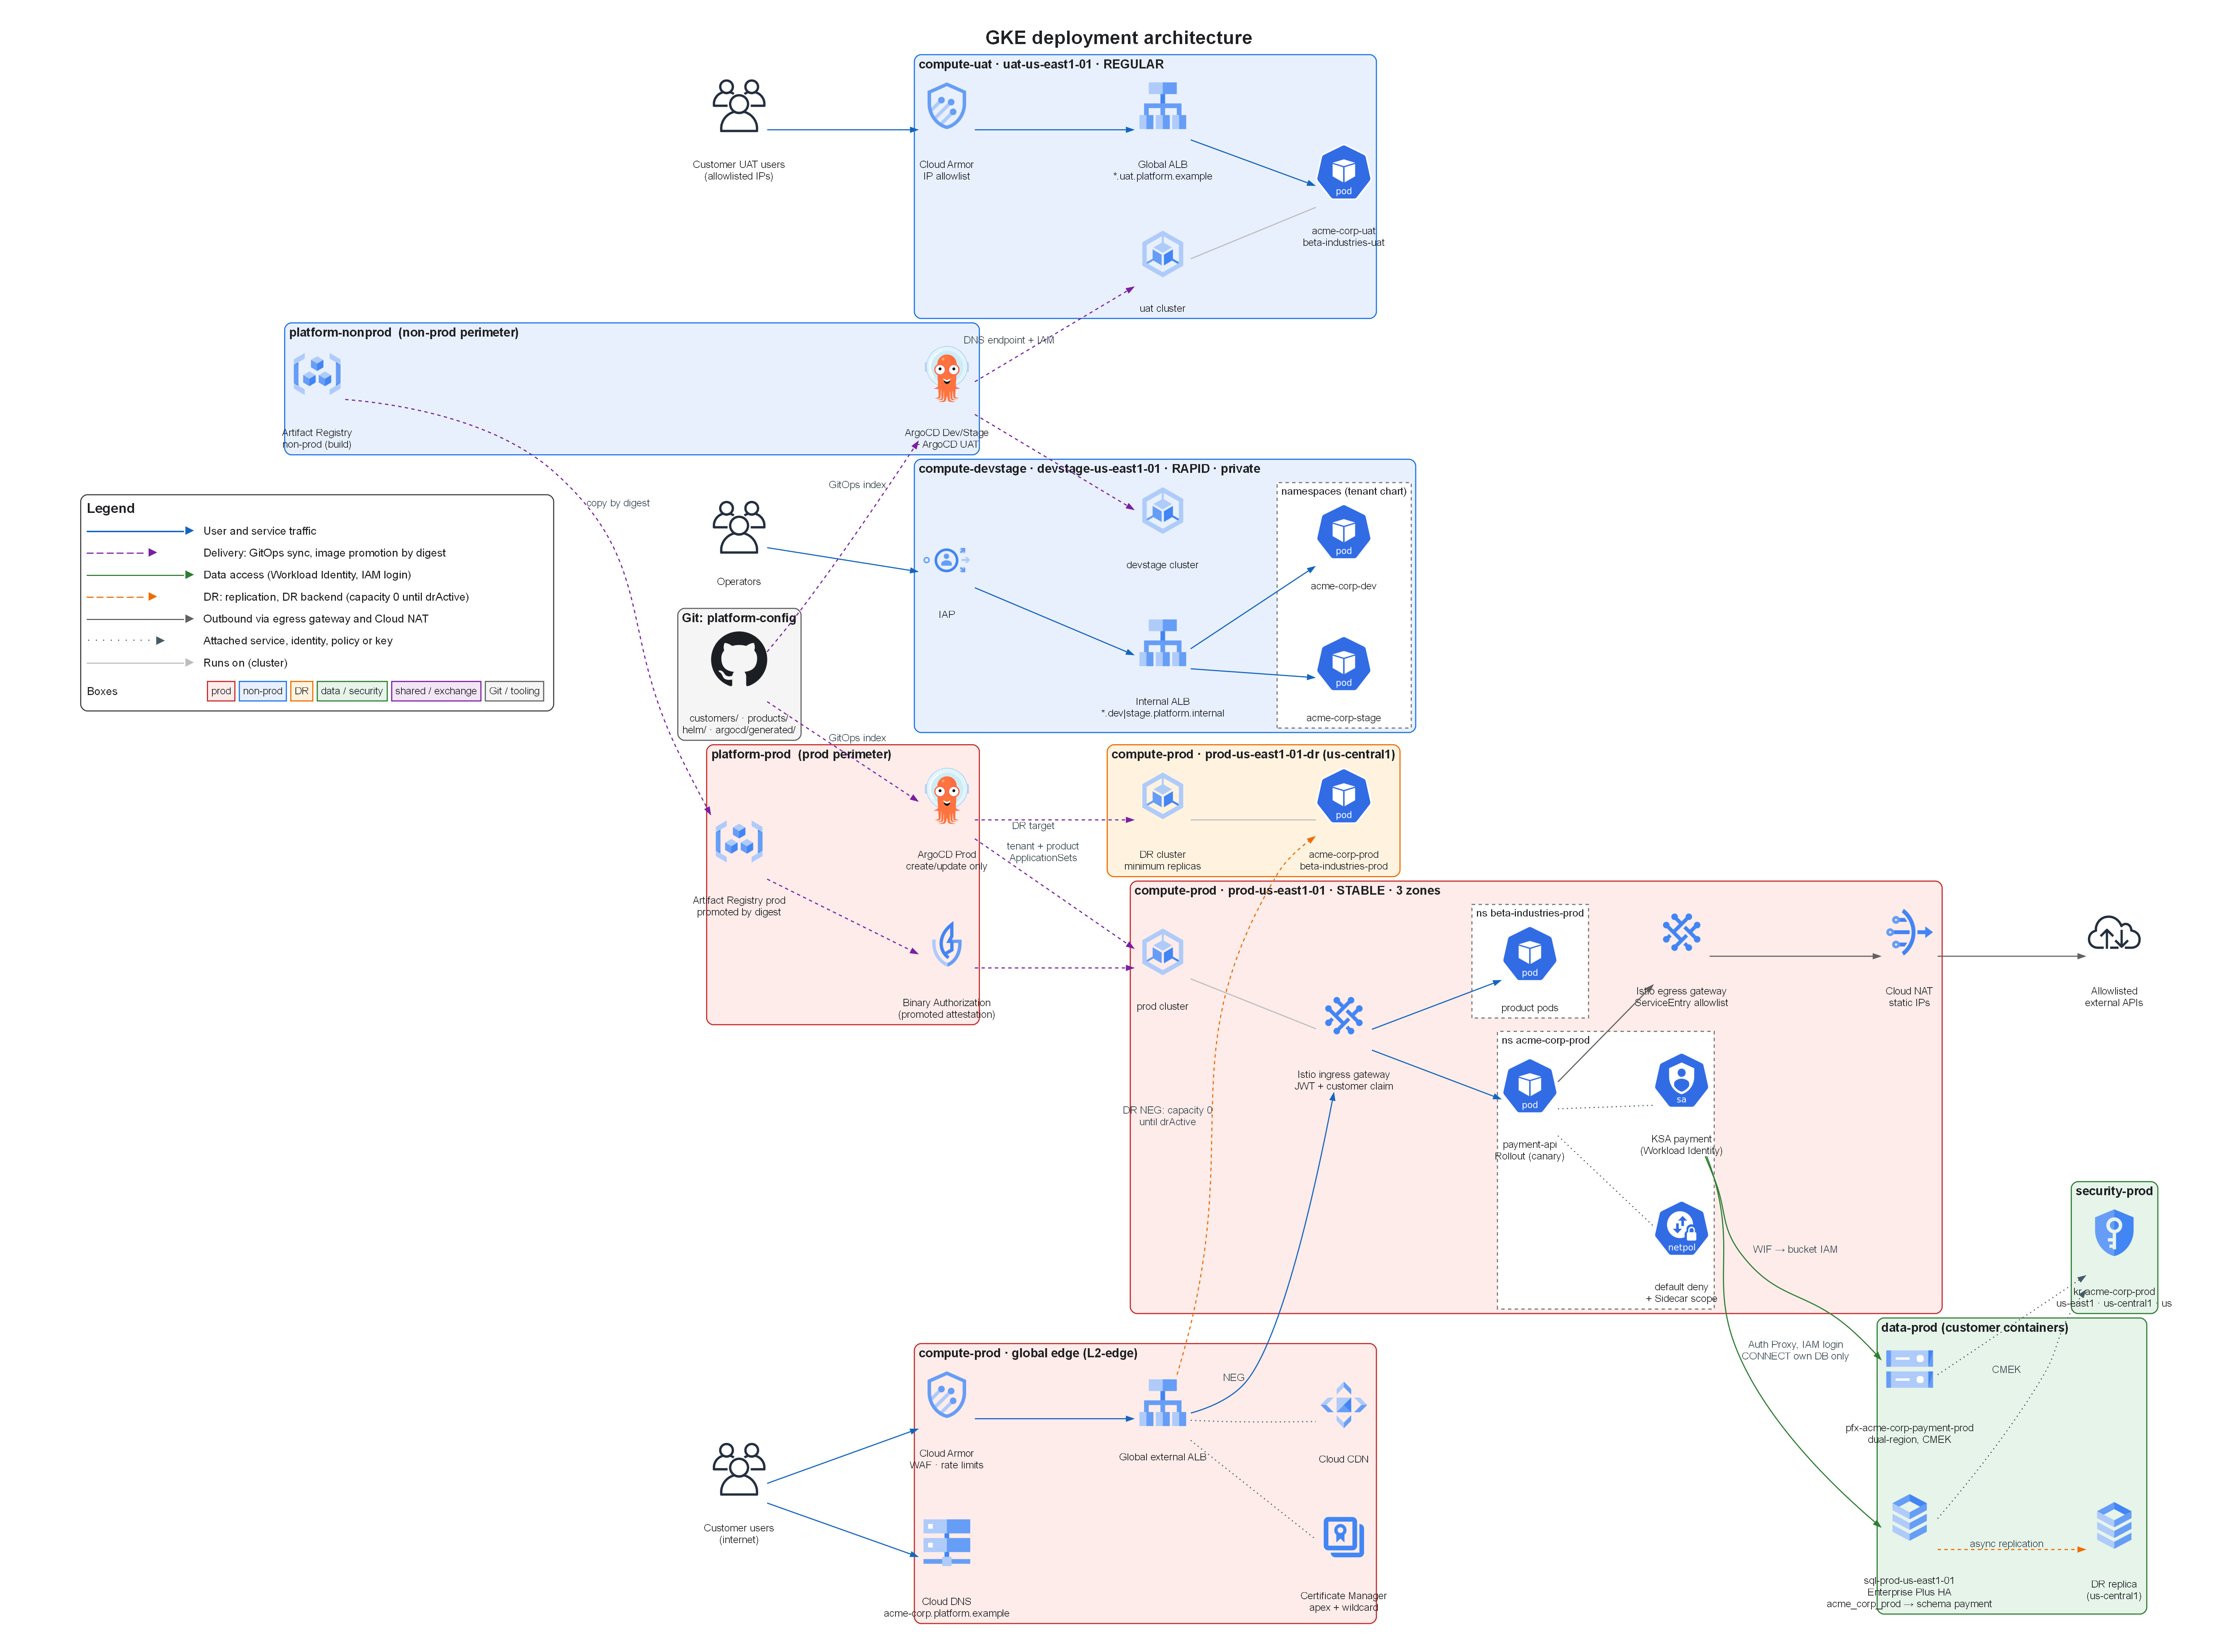 GKE deployment architecture
compute-uat · uat-us-east1-01 · REGULAR
Customer UAT users
(allowlisted IPs)
Cloud Armor
IP allowlist
Global ALB
*.uat.platform.example
pod
acme-corp-uat
beta-industries-uat
uat cluster
platform-nonprod (non-prod perimeter)
DNS endpoint + IAM
Artifact Registry
non-prod (build)
ArgoCD Dev/Stage
ArgoCD UAT
compute-devstage · devstage-us-east1-01 · RAPID · private
GitOps index
copy by digest
namespaces (tenant chart)
pod
devstage cluster
acme-corp-dev
Operators
IAP
Internal ALB
*.dev|stage.platform.internal
pod
acme-corp-stage
Legend
User and service traffic
Delivery: GitOps sync, image promotion by digest
Data access (Workload Identity, IAM login)
DR: replication, DR backend (capacity 0 until drActive)
Outbound via egress gateway and Cloud NAT
Attached service, identity, policy or key
Runs on (cluster)
Boxes
prod
non-prod
DR
data / security
shared / exchange
Git / tooling
Git: platform-config
customers/ · products/
helm/ · argocd/generated/
GitOps index
platform-prod (prod perimeter)
ArgoCD Prod
create/update only
Artifact Registry prod
promoted by digest
Binary Authorization
(promoted attestation)
DR target
tenant + product
ApplicationSets
compute-prod · prod-us-east1-01-dr (us-central1)
pod
DR cluster
minimum replicas
acme-corp-prod
beta-industries-prod
compute-prod · prod-us-east1-01 · STABLE · 3 zones
ns beta-industries-prod
pod
product pods
prod cluster
Istio egress gateway
ServiceEntry allowlist
Cloud NAT
static IPs
Allowlisted
external APIs
Istio ingress gateway
JWT + customer claim
ns acme-corp-prod
pod
sa
payment-api
Rollout (canary)
KSA payment
(Workload Identity)
netpol
default deny
+ Sidecar scope
DR NEG: capacity 0
until drActive
security-prod
kr-acme-corp-prod
us-east1 · us-central1 · us
WIF → bucket IAM
Auth Proxy, IAM login
CONNECT own DB only
data-prod (customer containers)
CMEK
pfx-acme-corp-payment-prod
dual-region, CMEK
async replication
sql-prod-us-east1-01
Enterprise Plus HA
acme_corp_prod → schema payment
DR replica
(us-central1)
compute-prod · global edge (L2-edge)
NEG
Cloud Armor
WAF · rate limits
Global external ALB
Cloud CDN
Customer users
(internet)
Cloud DNS
acme-corp.platform.example
Certificate Manager
apex + wildcard